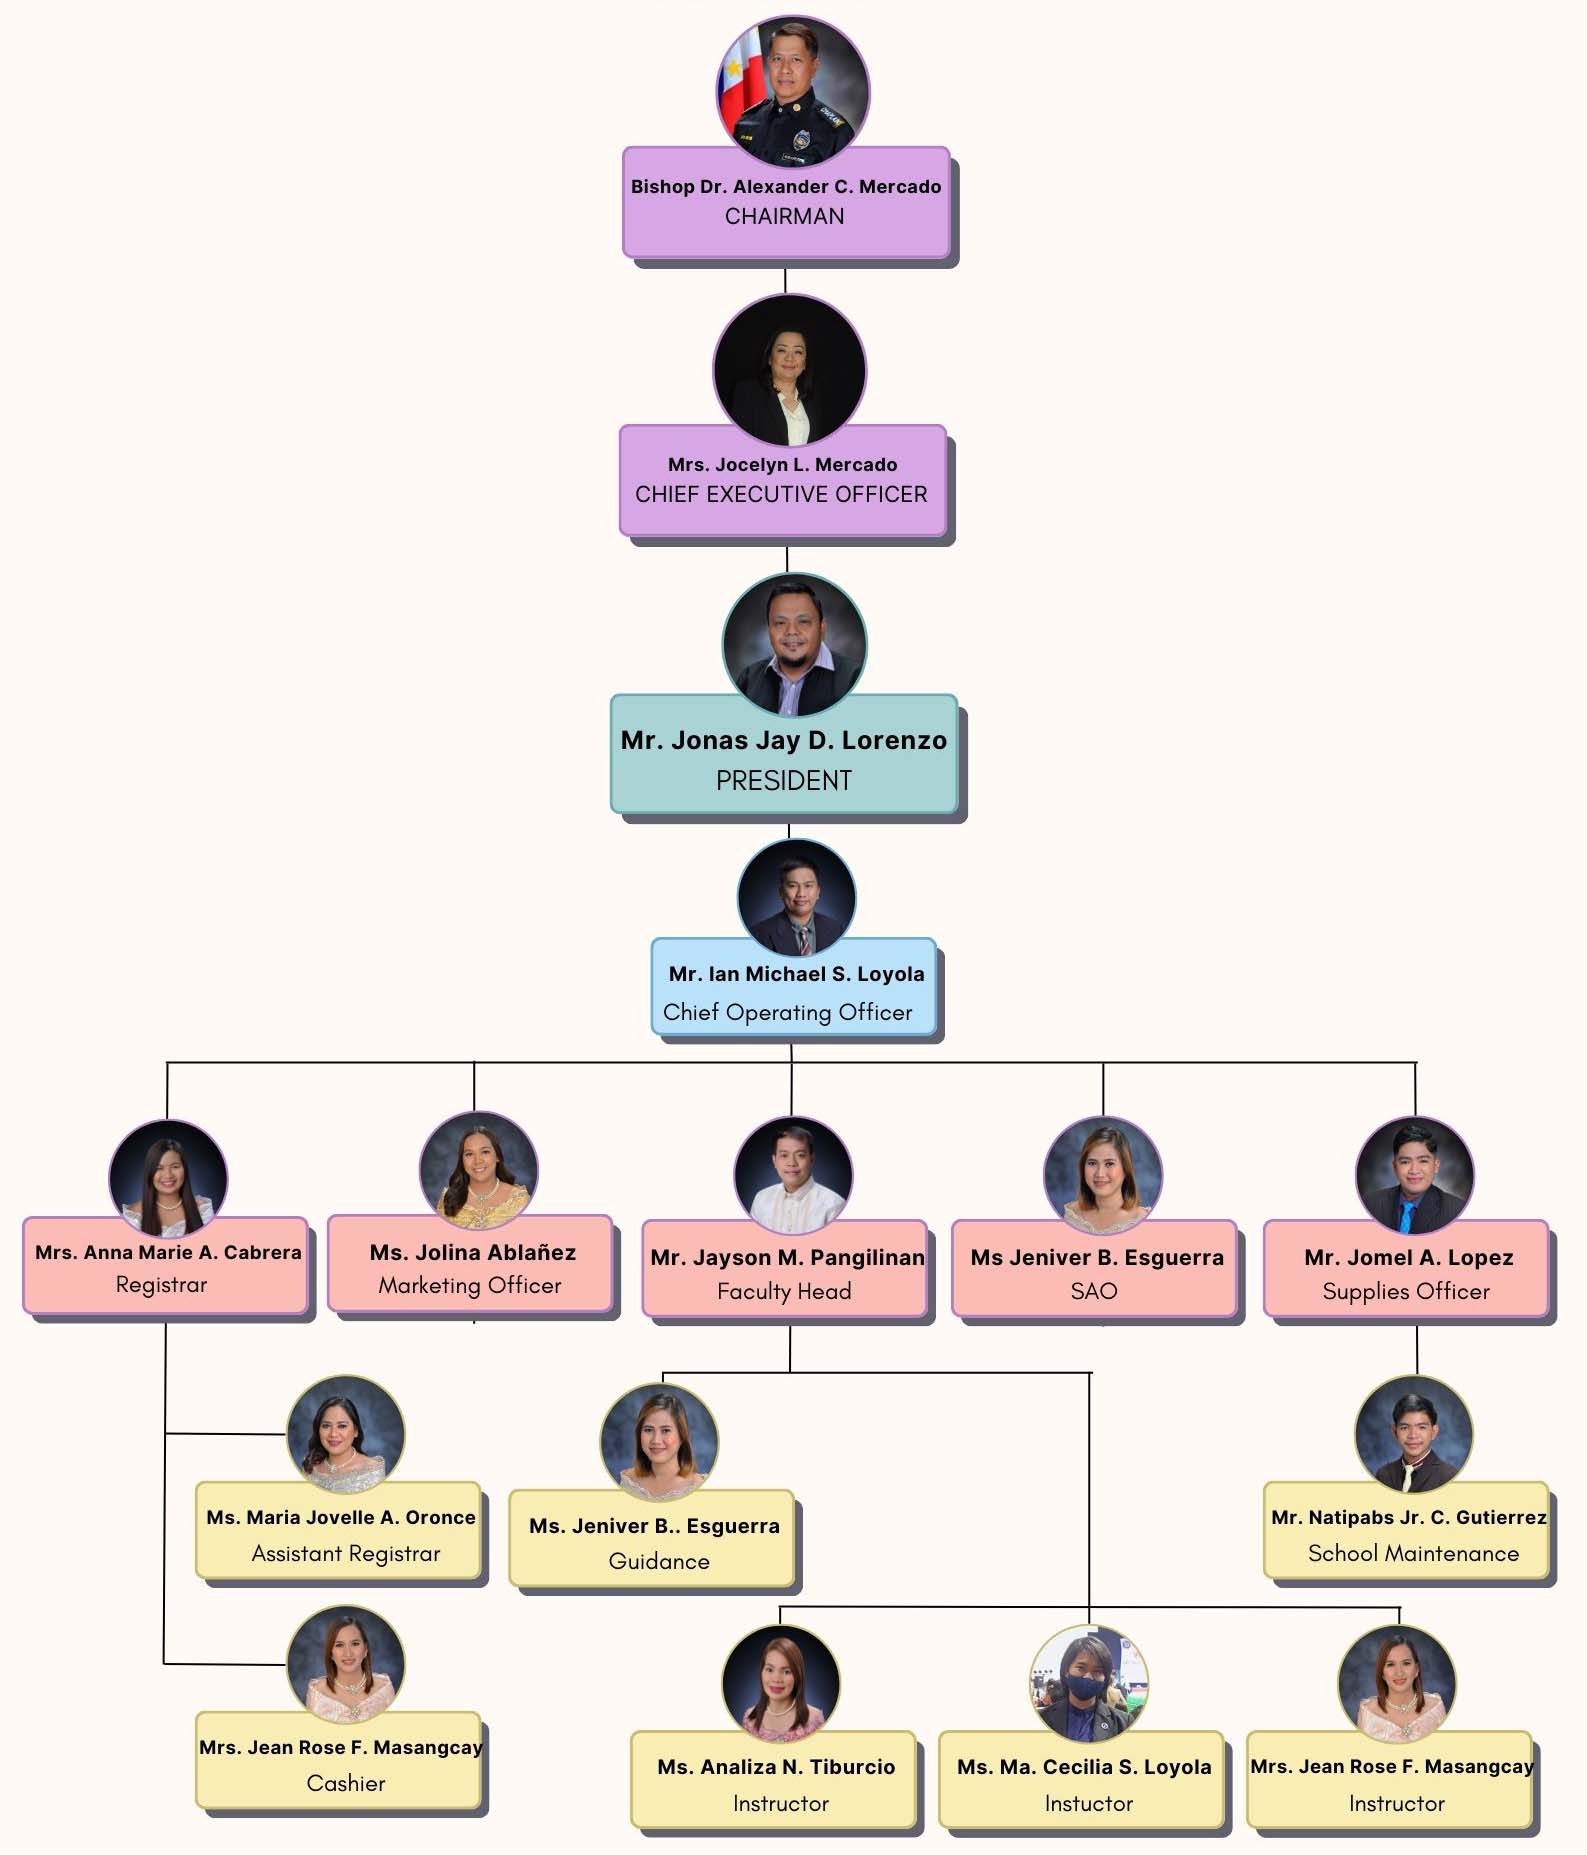 Bishop Dr. Alexander C. Mercado
CHAIRMAN
Mrs. Jocelyn L. Mercado
CHIEF EXECUTIVE OFFICER
Mr. Jonas Jay D. Lorenzo
PRESIDENT
Mr. Ian Michael S. Loyola
Chief Operating Officer
Mrs. Anna Marie A. Cabrera
Registrar
Ms. Jolina Ablañez
Marketing Officer
Mr. Jayson M. Pangilinan
Faculty Head
Ms Jeniver B. Esguerra
SAO
Mr. Jomel A. Lopez
Supplies Officer
Ms. Maria Jovelle A. Oronce
Assistant Registrar
Ms. Jeniver B.. Esguerra
Guidance
Mr. Natipabs Jr. C. Gutierrez
School Maintenance
Mrs. Jean Rose F. Masangcay
Cashier
Ms. Analiza N. Tiburcio
Instructor
Ms. Ma. Cecilia S. Loyola
Instuctor
Mrs. Jean Rose F. Masangcay
Instructor